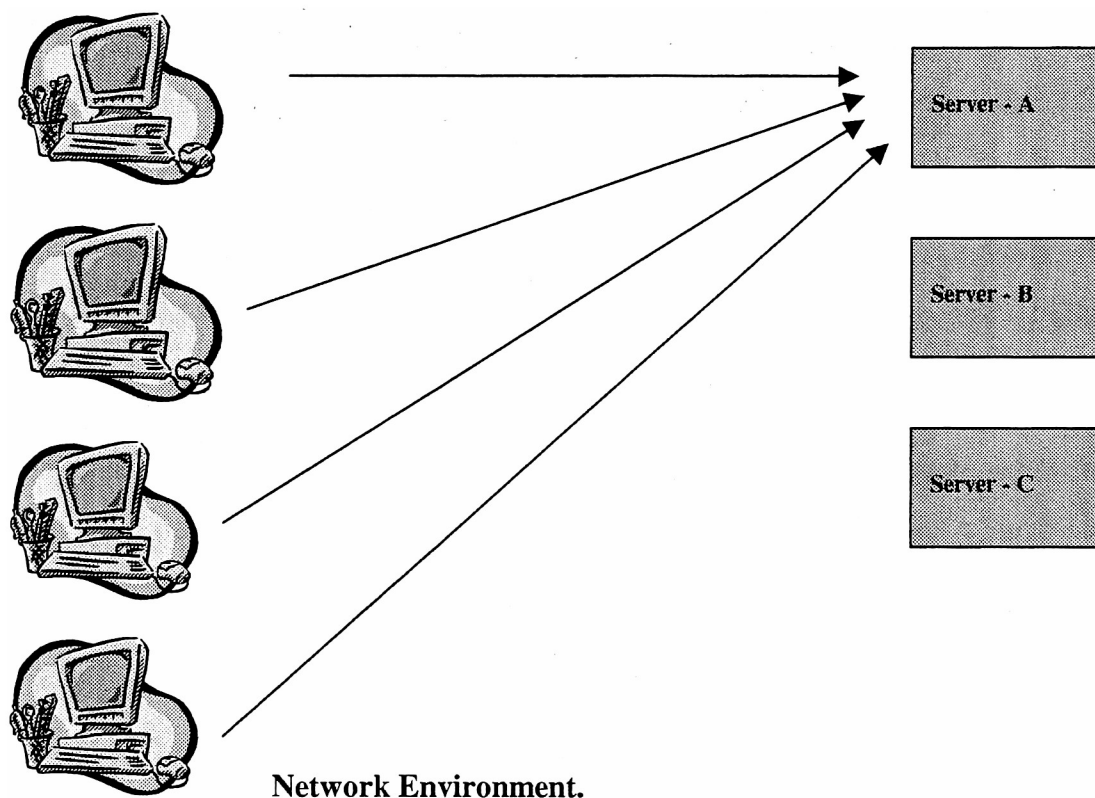 Server - A
Server - B
Server - C
Network Environment.